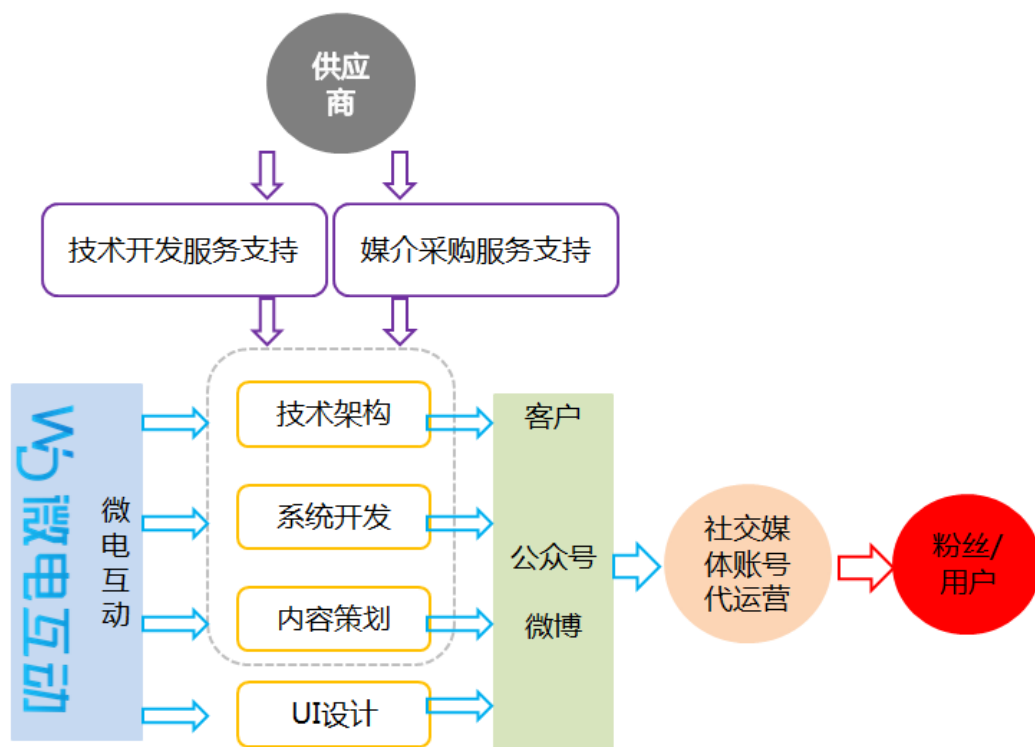 供应
商
技术开发服务支持
媒介采购服务支持
微电互动
微
电
互
动
技术架构
系统开发
内容策划
UI设计
客户
公众号
微博
社交媒
体账号
代运营
粉丝/
用户